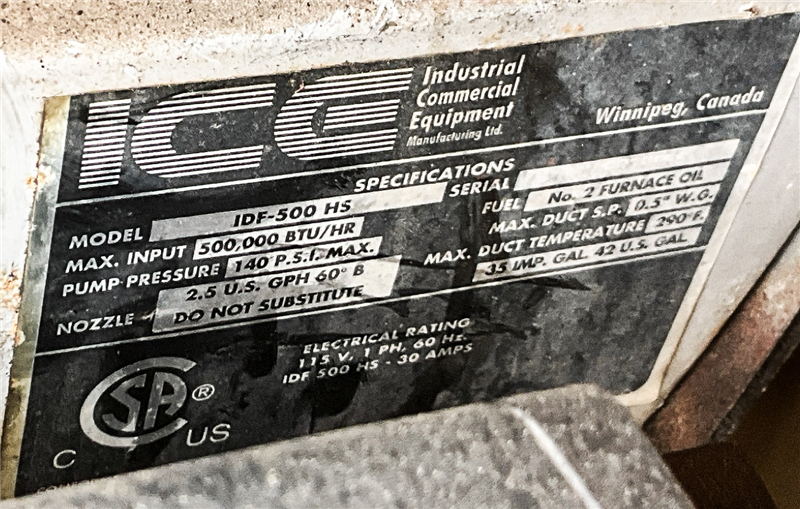 ICE Industrial
Commercial
Equipment
Manufacturing Ltd.
Winnipeg, Canada
SPECIFICATIONS
MODEL IDF-500 HS
MAX. INPUT 500,000 BTU/HR
PUMP PRESSURE 140 P.S.I. MAX.
NOZZLE 2.5 U.S. GPH 60° B
DO NOT SUBSTITUTE
SERIAL
FUEL No. 2 FURNACE OIL
MAX. DUCT S.P. 0.5" W.G.
MAX. DUCT TEMPERATURE 290°F.
35 IMP. GAL. 42 U.S. GAL.
ELECTRICAL RATING
115 V, 1 PH, 60 Hz.
IDF 500 HS - 30 AMPS
CSA ®
C US